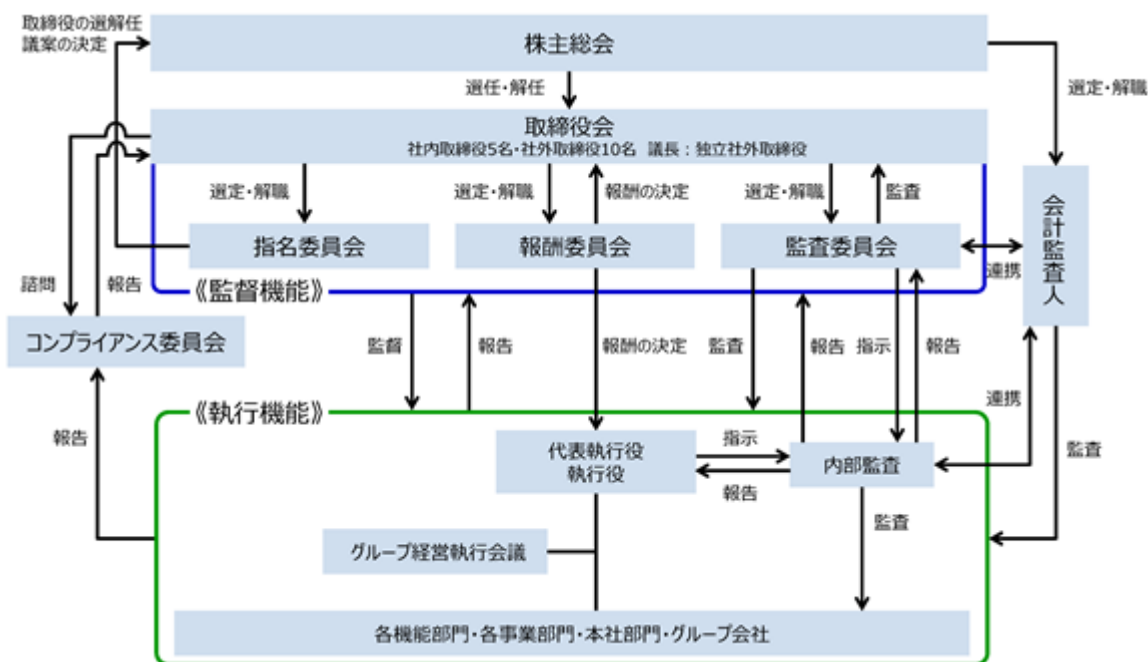 取締役の選解任
議案の決定
株主総会
選任・解任
選定・解職
取締役会
社内取締役5名・社外取締役10名 議長：独立社外取締役
選定・解職
選定・解職
報酬の決定
選定・解職
監査
指名委員会
報酬委員会
監査委員会
会計監査人
連携
諮問
報告
《監督機能》
コンプライアンス委員会
監督
報告
報酬の決定
監査
報告
指示
報告
連携
監査
報告
《執行機能》
代表執行役
執行役
指示
報告
内部監査
監査
グループ経営執行会議
各機能部門・各事業部門・本社部門・グループ会社